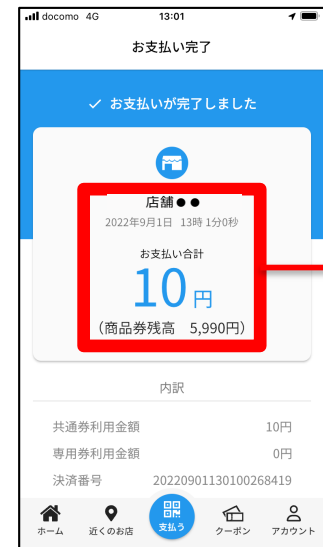 docomo 4G 13:01
お支払い完了
✓ お支払いが完了しました
店舗●●
2022年9月1日 13時1分0秒
お支払い合計
10円
(商品券残高 5,990円)
内訳
共通券利用金額 10円
専用券利用金額 0円
決済番号 20220901130100268419
ホーム 近くのお店 支払う クーポン アカウント